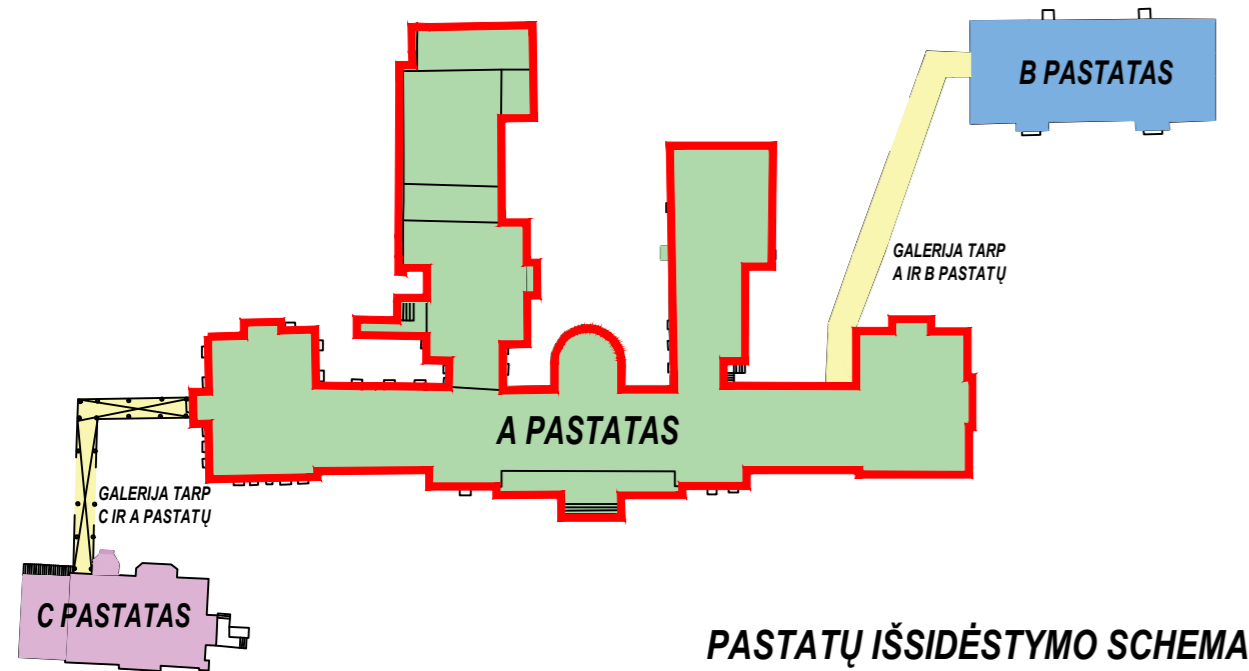 B PASTATAS
GALERIJA TARP
A IR B PASTATŲ
A PASTATAS
GALERIJA TARP
C IR A PASTATŲ
C PASTATAS
PASTATŲ IŠSIDĖSTYMO SCHEMA